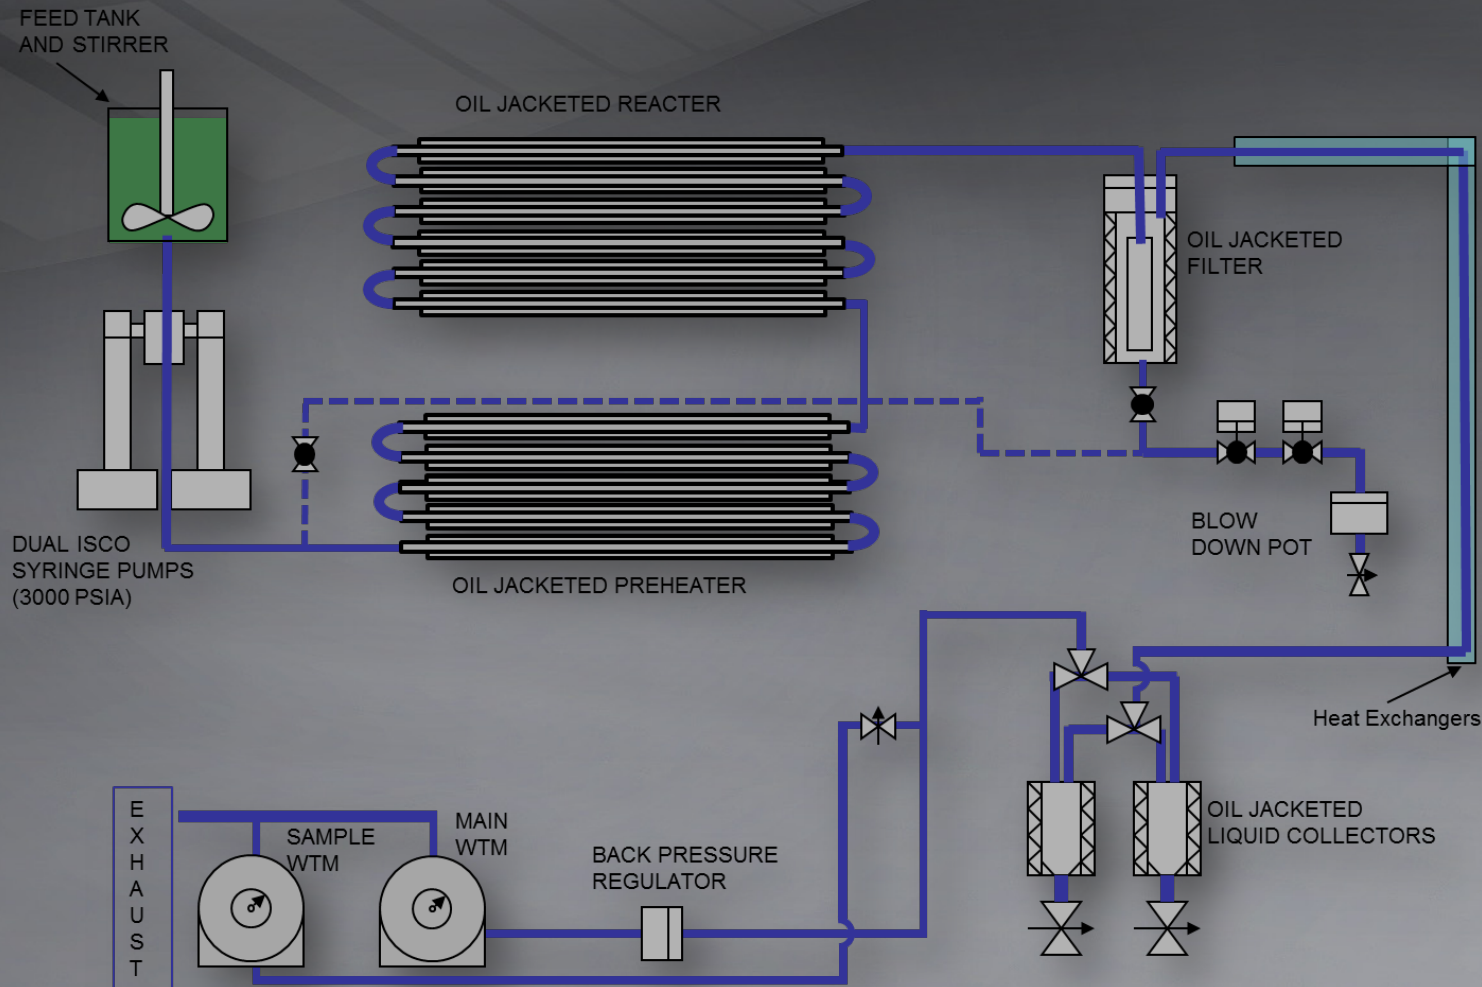 FEED TANK
AND STIRRER
OIL JACKETED REACTER
OIL JACKETED
FILTER
DUAL ISCO
SYRINGE PUMPS
(3000 PSIA)
OIL JACKETED PREHEATER
BLOW
DOWN POT
Heat Exchangers
EXHAUST
SAMPLE
WTM
MAIN
WTM
BACK PRESSURE
REGULATOR
OIL JACKETED
LIQUID COLLECTORS